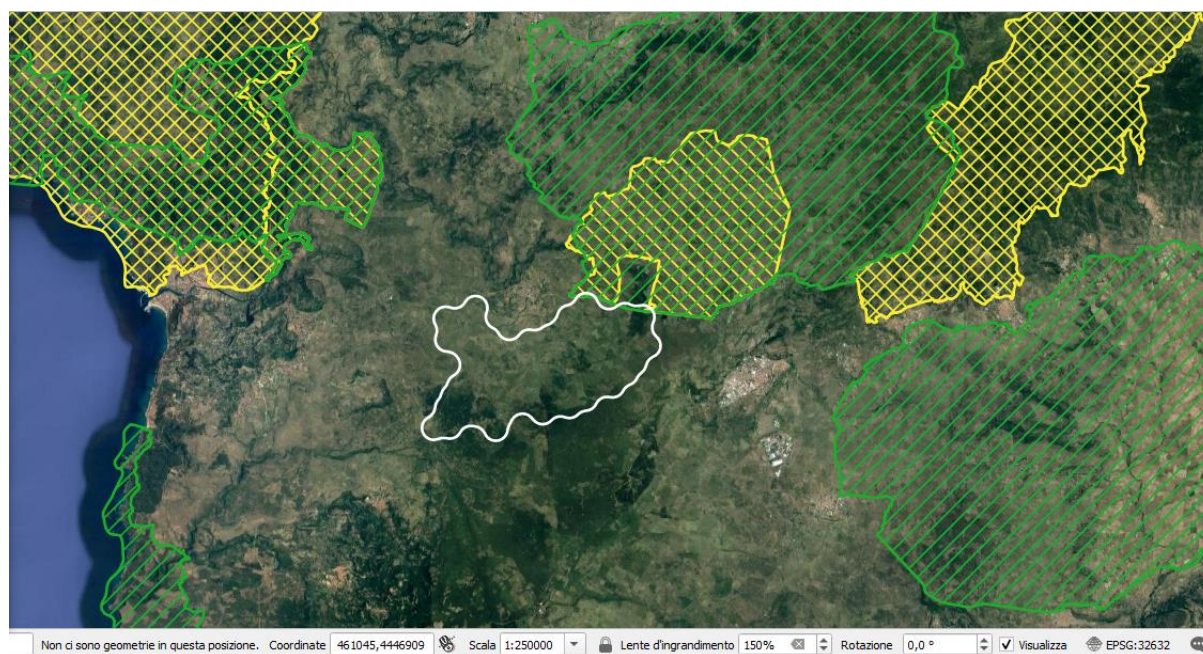 Non ci sono geometrie in questa posizione. Coordinate 461045,4446909 Scala 1:250000 Lente d'ingrandimento 150% Rotazione 0,0 ° Visualizza EPSG:32632